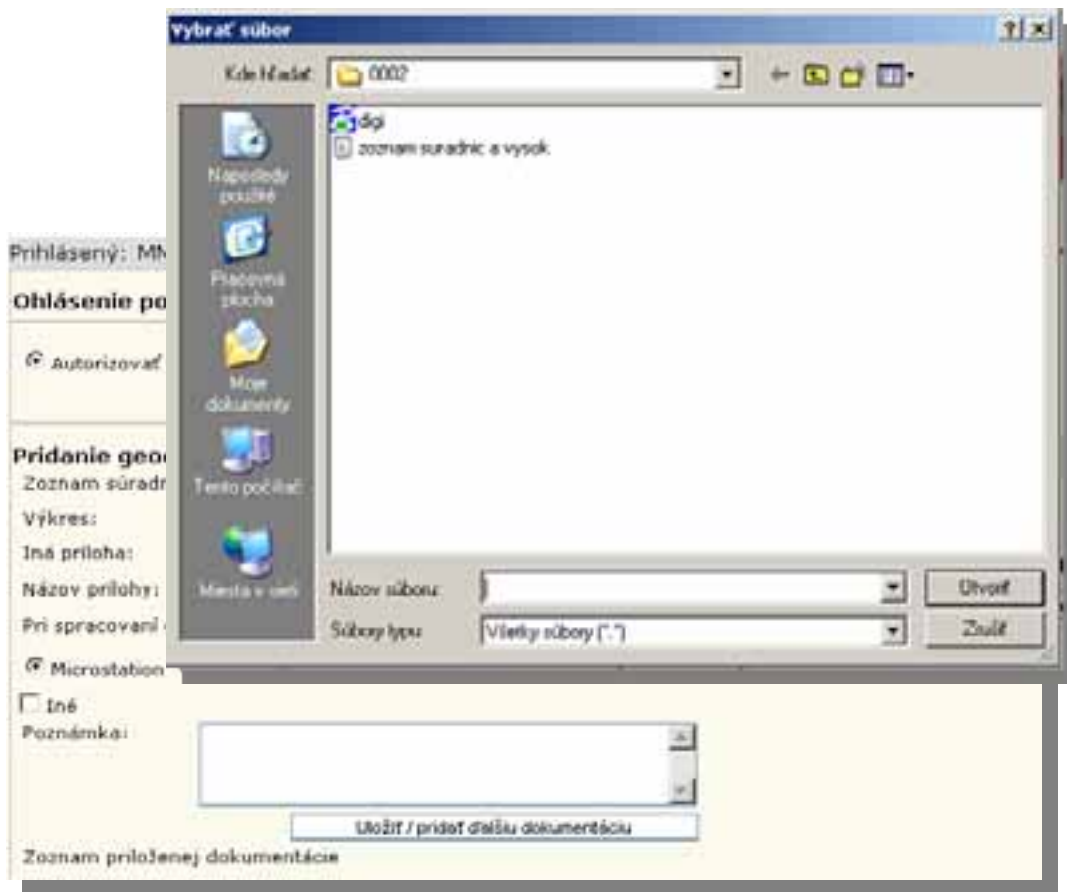 Vybrať súbor
Kde hľadať: 0002
digi
zoznam suradnic a vysok
Naposledy
použité
Pracovná
plocha
Moje
dokumenty
Tento počítač
Miesta v sieti
Názov súboru:
Otvoriť
Súbory typu:
Všetky súbory (*.*)
Zrušiť
Prihlásený: MN
Ohlásenie po
Autorizovať
Pridanie geod
Zoznam súradn
Výkres:
Iná príloha:
Názov prílohy:
Pri spracovaní
Microstation
Iné
Poznámka:
Uložiť / pridať ďalšiu dokumentáciu
Zoznam priloženej dokumentácie